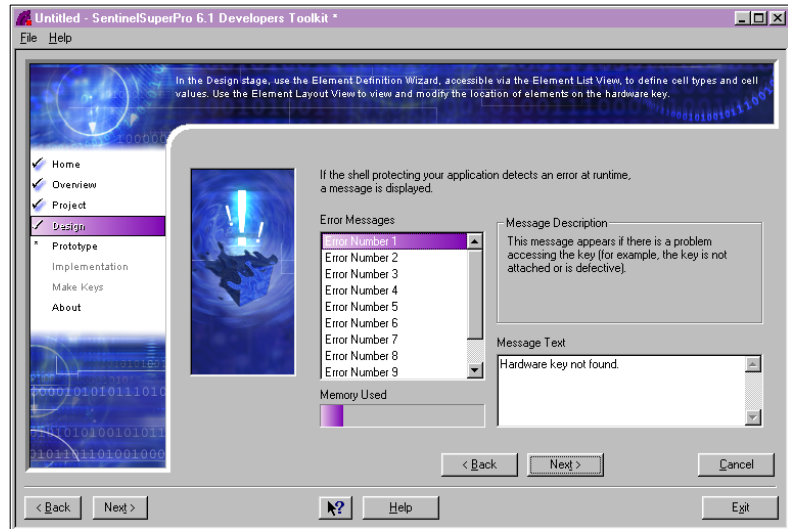 Untitled - SentinelSuperPro 6.1 Developers Toolkit *
File Help
In the Design stage, use the Element Definition Wizard, accessible via the Element List View, to define cell types and cell
values. Use the Element Layout View to view and modify the location of elements on the hardware key.
Home
Overview
Project
Design
* Prototype
Implementation
Make Keys
About
If the shell protecting your application detects an error at runtime,
a message is displayed.
Error Messages
Error Number 1
Error Number 2
Error Number 3
Error Number 4
Error Number 5
Error Number 6
Error Number 7
Error Number 8
Error Number 9
Memory Used
Message Description
This message appears if there is a problem
accessing the key (for example, the key is not
attached or is defective).
Message Text
Hardware key not found.
< Back
Next >
Cancel
< Back
Next >
Help
Exit